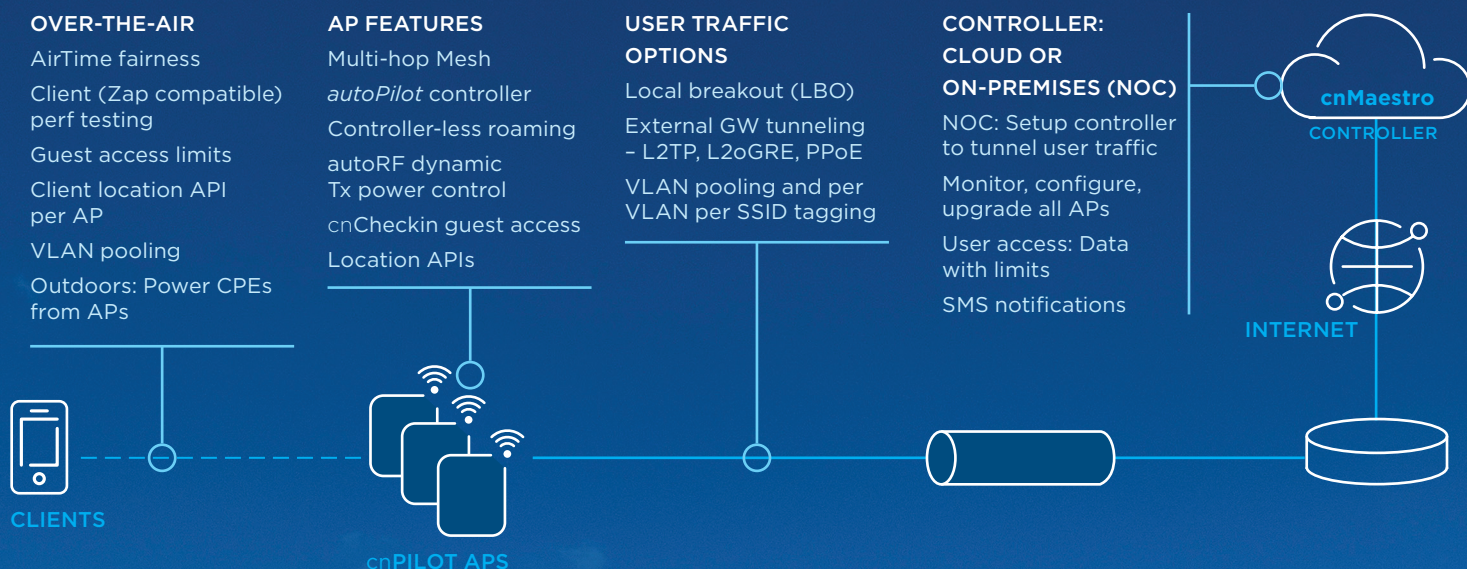 OVER-THE-AIR
AirTime fairness
Client (Zap compatible)
perf testing
Guest access limits
Client location API
per AP
VLAN pooling
Outdoors: Power CPEs
from APs
AP FEATURES
Multi-hop Mesh
autoPilot controller
Controller-less roaming
autoRF dynamic
Tx power control
cnCheckin guest access
Location APIs
USER TRAFFIC
OPTIONS
Local breakout (LBO)
External GW tunneling
– L2TP, L2oGRE, PPoE
VLAN pooling and per
VLAN per SSID tagging
CONTROLLER:
CLOUD OR
ON-PREMISES (NOC)
NOC: Setup controller
to tunnel user traffic
Monitor, configure,
upgrade all APs
User access: Data
with limits
SMS notifications
cnMaestro
CONTROLLER
INTERNET
CLIENTS
cnPILOT APS